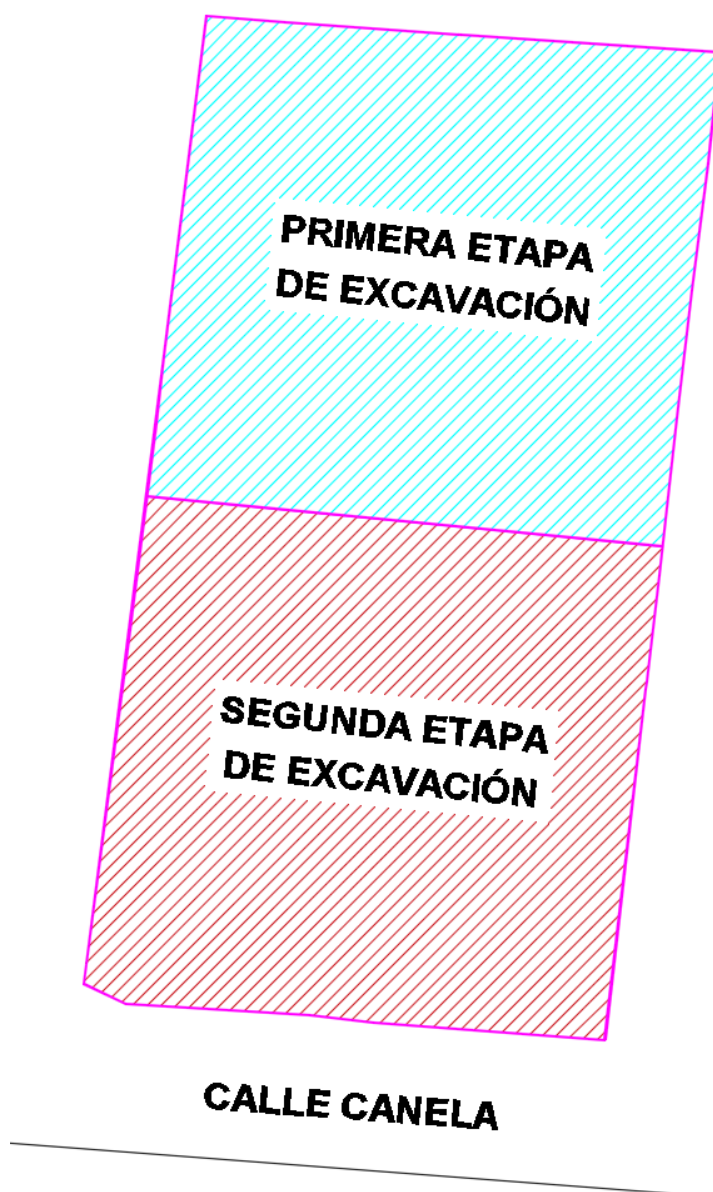 PRIMERA ETAPA
DE EXCAVACIÓN
SEGUNDA ETAPA
DE EXCAVACIÓN
CALLE CANELA